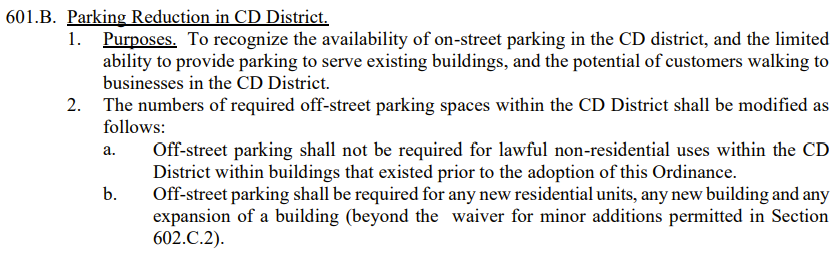 601.B. Parking Reduction in CD District.
1. Purposes. To recognize the availability of on-street parking in the CD district, and the limited
ability to provide parking to serve existing buildings, and the potential of customers walking to
businesses in the CD District.
2. The numbers of required off-street parking spaces within the CD District shall be modified as
follows:
a. Off-street parking shall not be required for lawful non-residential uses within the CD
District within buildings that existed prior to the adoption of this Ordinance.
b. Off-street parking shall be required for any new residential units, any new building and any
expansion of a building (beyond the waiver for minor additions permitted in Section
602.C.2).